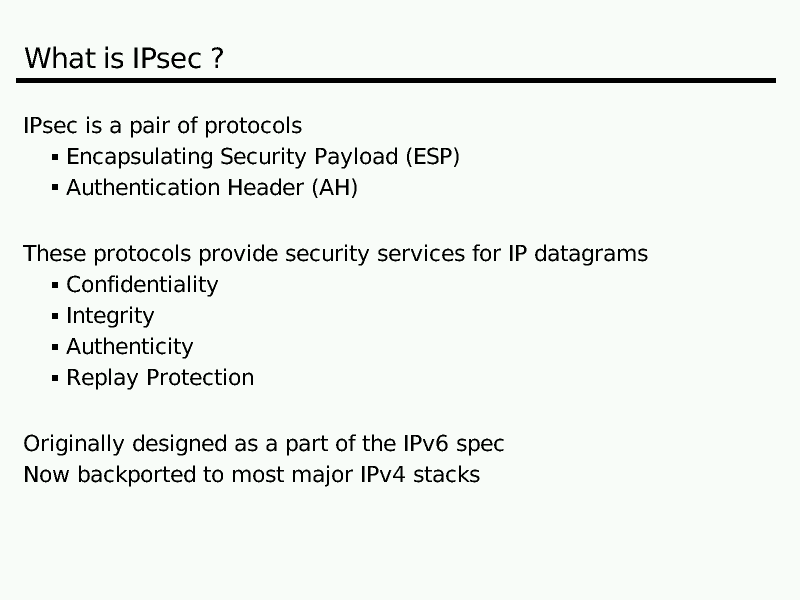 What is IPsec ?
IPsec is a pair of protocols
▪ Encapsulating Security Payload (ESP)
▪ Authentication Header (AH)
These protocols provide security services for IP datagrams
▪ Confidentiality
▪ Integrity
▪ Authenticity
▪ Replay Protection
Originally designed as a part of the IPv6 spec
Now backported to most major IPv4 stacks